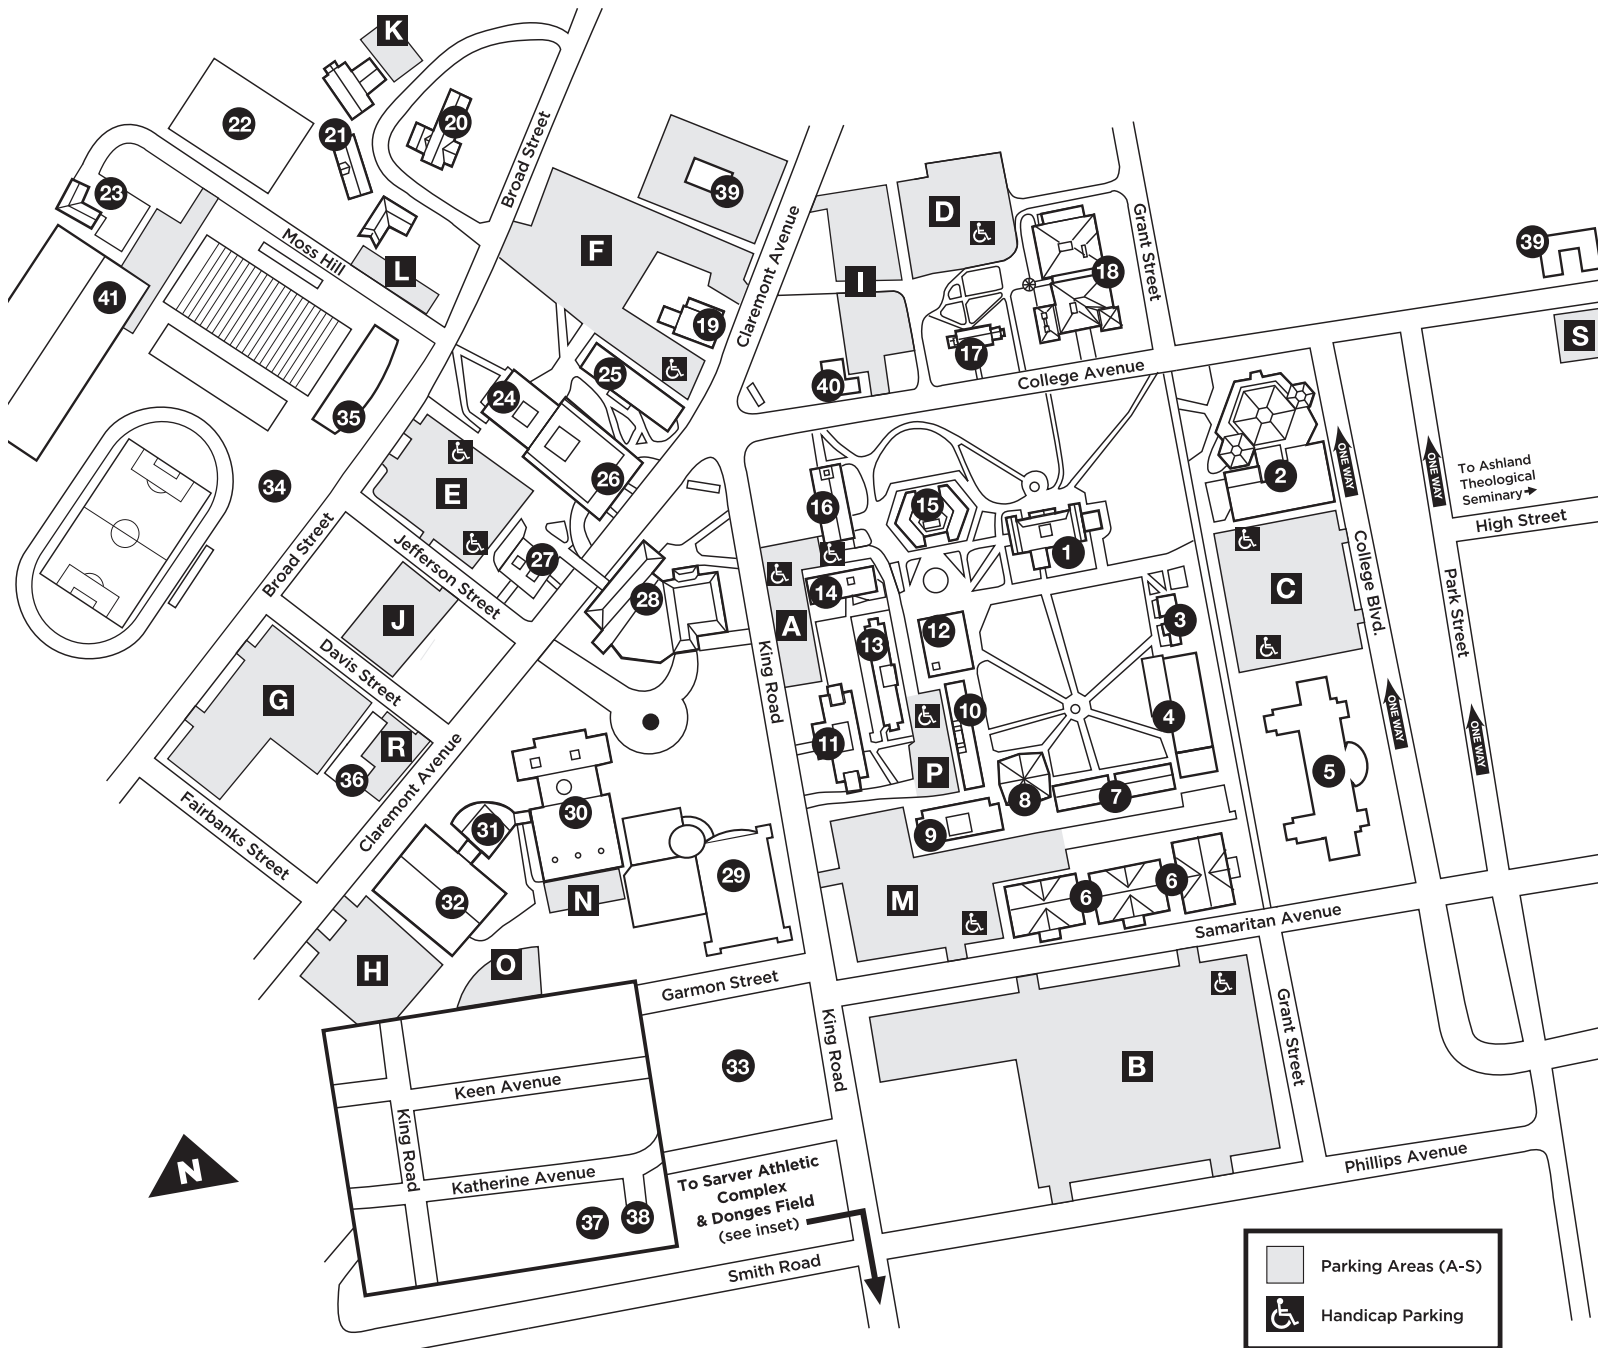 K
22
21
20
Broad Street
23
39
D
Grant Street
F
Moss Hill
L
Claremont Avenue
I
18
39
41
19
17
S
25
40
College Avenue
24
35
26
2
ONE WAY
ONE WAY
To Ashland
Theological
Seminary
High Street
34
E
16
15
1
Broad Street
Jefferson Street
27
28
14
C
College Blvd.
Park Street
J
A
13
12
3
Davis Street
King Road
G
10
4
ONE WAY
ONE WAY
R
11
P
5
36
Claremont Avenue
8
7
Fairbanks Street
31
30
9
29
32
N
M
6
6
Samaritan Avenue
H
O
Garmon Street
King Road
Grant Street
33
B
Keen Avenue
King Road
N
Katherine Avenue
37
38
To Sarver Athletic
Complex
& Donges Field
(see inset)
Phillips Avenue
Smith Road
Parking Areas (A-S)
Handicap Parking